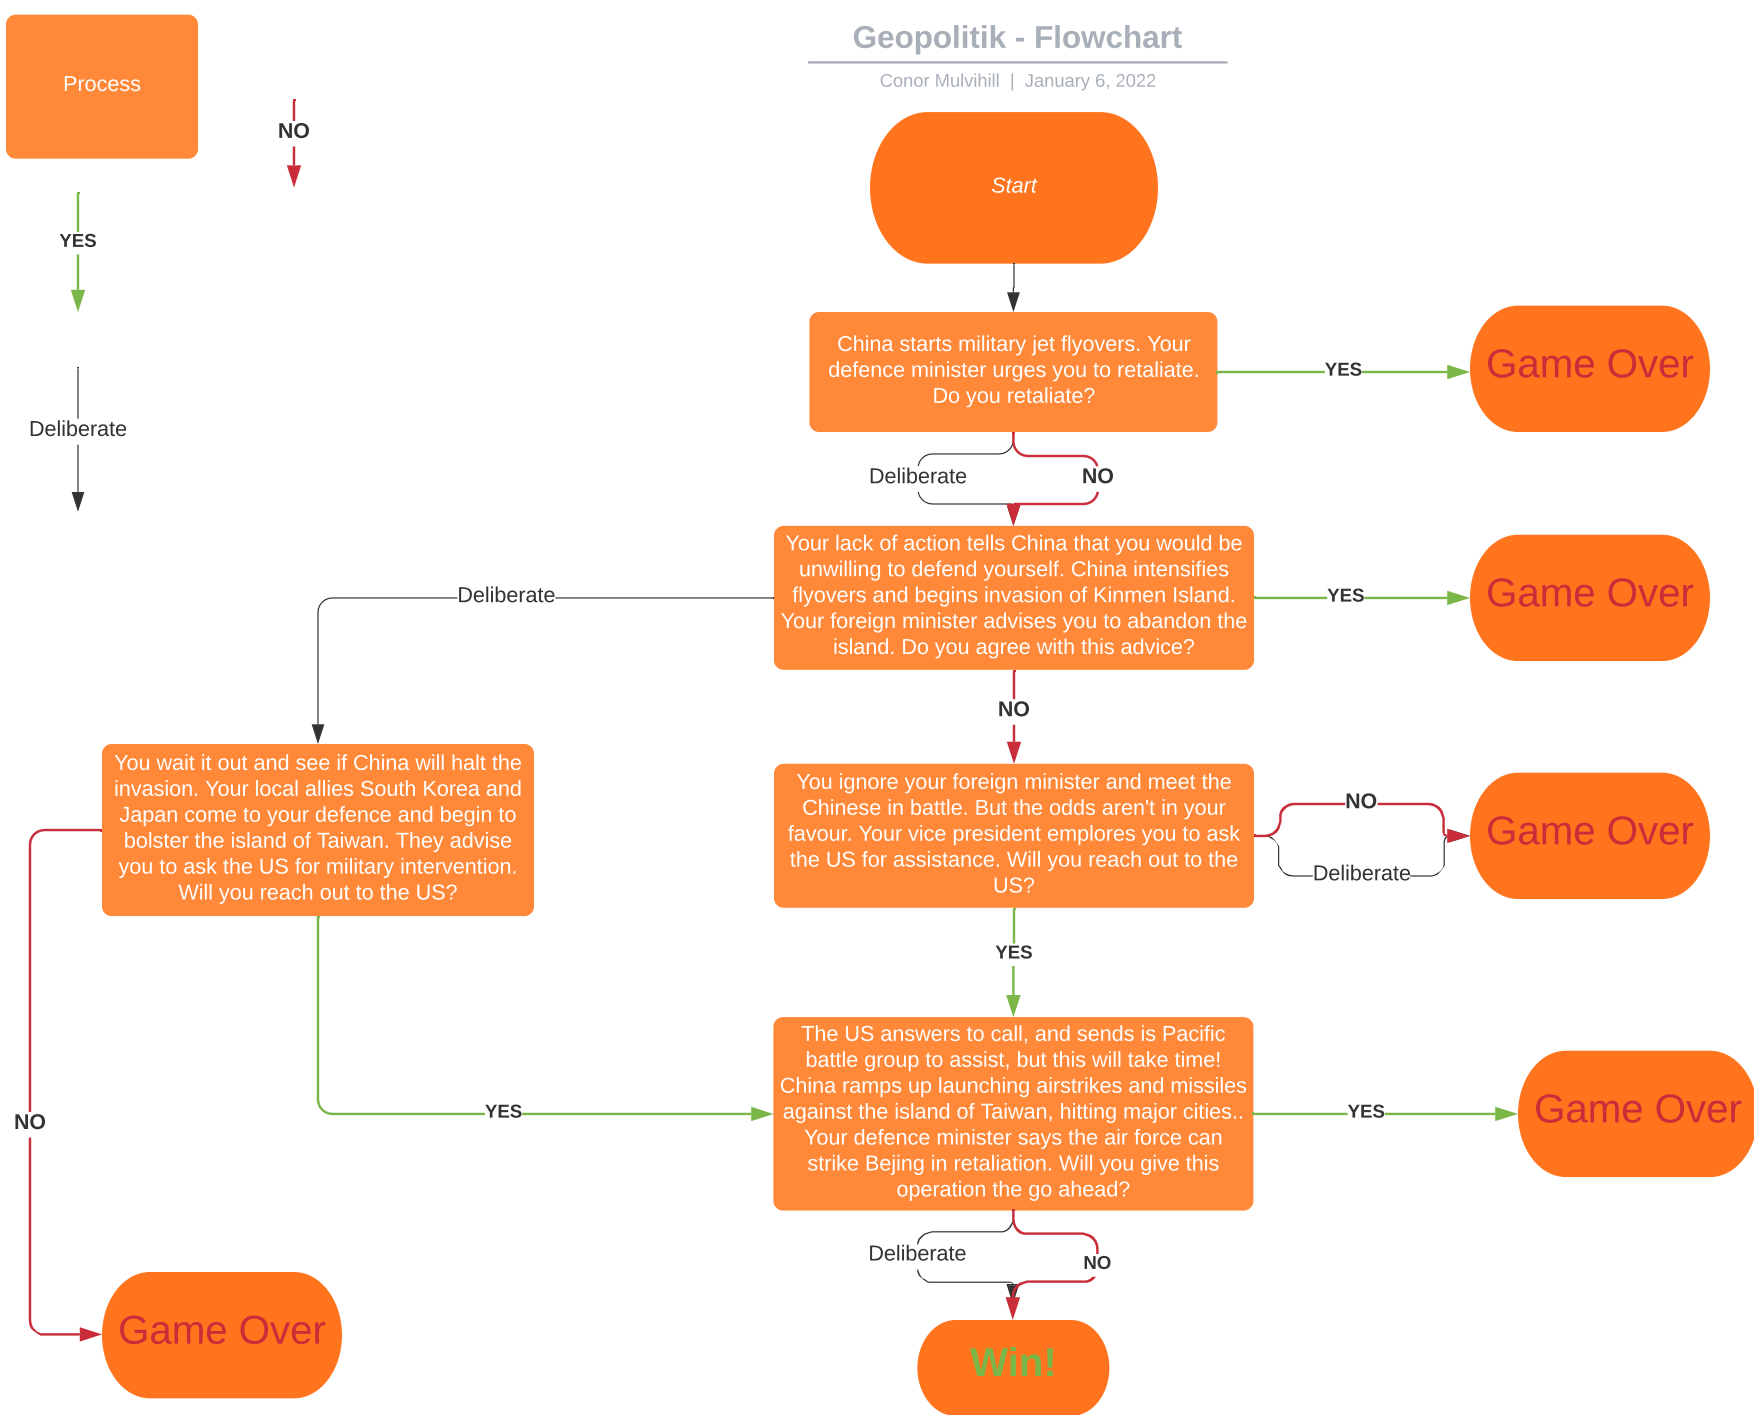 Geopolitik - Flowchart
Conor Mulvihill | January 6, 2022
Process
NO
YES
Deliberate
Start
China starts military jet flyovers. Your
defence minister urges you to retaliate.
Do you retaliate?
YES
Game Over
Deliberate
NO
Your lack of action tells China that you would be
unwilling to defend yourself. China intensifies
flyovers and begins invasion of Kinmen Island.
Your foreign minister advises you to abandon the
island. Do you agree with this advice?
Deliberate
YES
Game Over
NO
You wait it out and see if China will halt the
invasion. Your local allies South Korea and
Japan come to your defence and begin to
bolster the island of Taiwan. They advise
you to ask the US for military intervention.
Will you reach out to the US?
You ignore your foreign minister and meet the
Chinese in battle. But the odds aren't in your
favour. Your vice president emplores you to ask
the US for assistance. Will you reach out to the
US?
NO
Deliberate
Game Over
YES
The US answers to call, and sends is Pacific
battle group to assist, but this will take time!
China ramps up launching airstrikes and missiles
against the island of Taiwan, hitting major cities..
Your defence minister says the air force can
strike Bejing in retaliation. Will you give this
operation the go ahead?
NO
YES
YES
Game Over
Deliberate
NO
Game Over
Win!